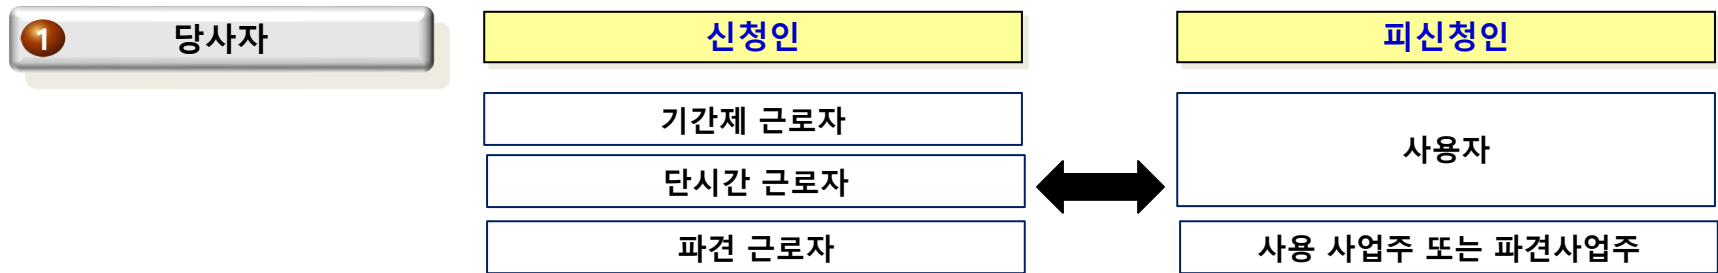 1 당사자
신청인
피신청인
기간제 근로자
사용자
단시간 근로자
파견 근로자
사용 사업주 또는 파견사업주